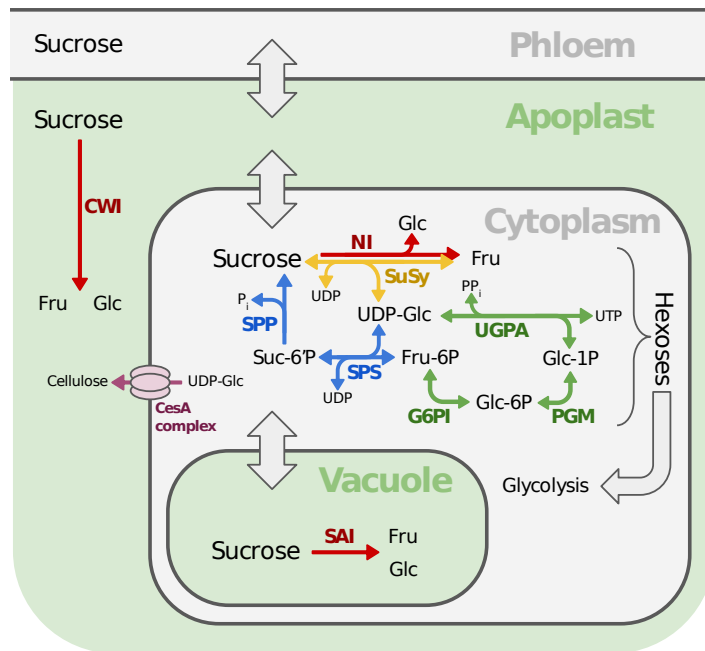 Sucrose
Phloem
Sucrose
Apoplast
CWI
Fru Glc
Cytoplasm
Glc
NI
Sucrose
Fru
SuSy
UDP
Pi
PPi
SPP
UDP-Glc
UTP
UGPA
Hexoses
Suc-6'P
Fru-6P
Glc-1P
SPS
UDP
Cellulose
UDP-Glc
G6PI
Glc-6P
PGM
CesA
complex
Vacuole
Glycolysis
Sucrose
SAI
Fru
Glc